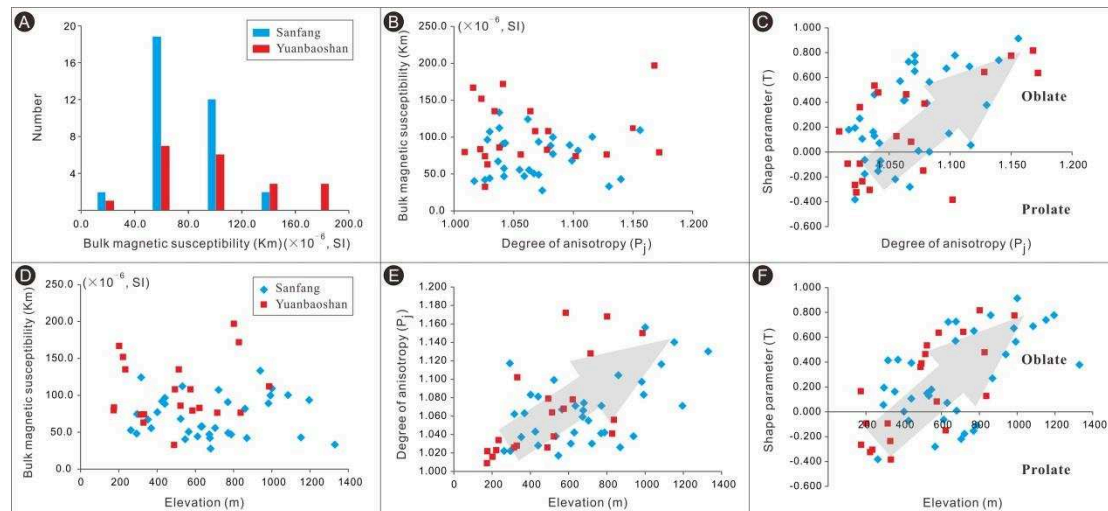 A
20
16
12
8
4
Number
Sanfang
Yuanbaoshan
0.0 40.0 80.0 120.0 160.0 200.0
Bulk magnetic susceptibility (Km)(×10⁻⁶, SI)
B
(×10⁻⁶, SI)
250.0
200.0
150.0
100.0
50.0
0.0
Bulk magnetic susceptibility (Km)
1.000 1.050 1.100 1.150 1.200
Degree of anisotropy (Pj)
C
1.000
0.800
0.600
0.400
0.200
0.000
-0.200
-0.400
-0.600
Shape parameter (T)
1.050 1.100 1.150 1.200
Oblate
Prolate
Degree of anisotropy (Pj)
D
(×10⁻⁶, SI)
250.0
200.0
150.0
100.0
50.0
0.0
Bulk magnetic susceptibility (Km)
Sanfang
Yuanbaoshan
0 200 400 600 800 1000 1200 1400
Elevation (m)
E
1.200
1.180
1.160
1.140
1.120
1.100
1.080
1.060
1.040
1.020
1.000
Degree of anisotropy (Pj)
0 200 400 600 800 1000 1200 1400
Elevation (m)
F
1.000
0.800
0.600
0.400
0.200
0.000
-0.200
-0.400
-0.600
Shape parameter (T)
200 400 600 800 1000 1200 1400
Oblate
Prolate
Elevation (m)